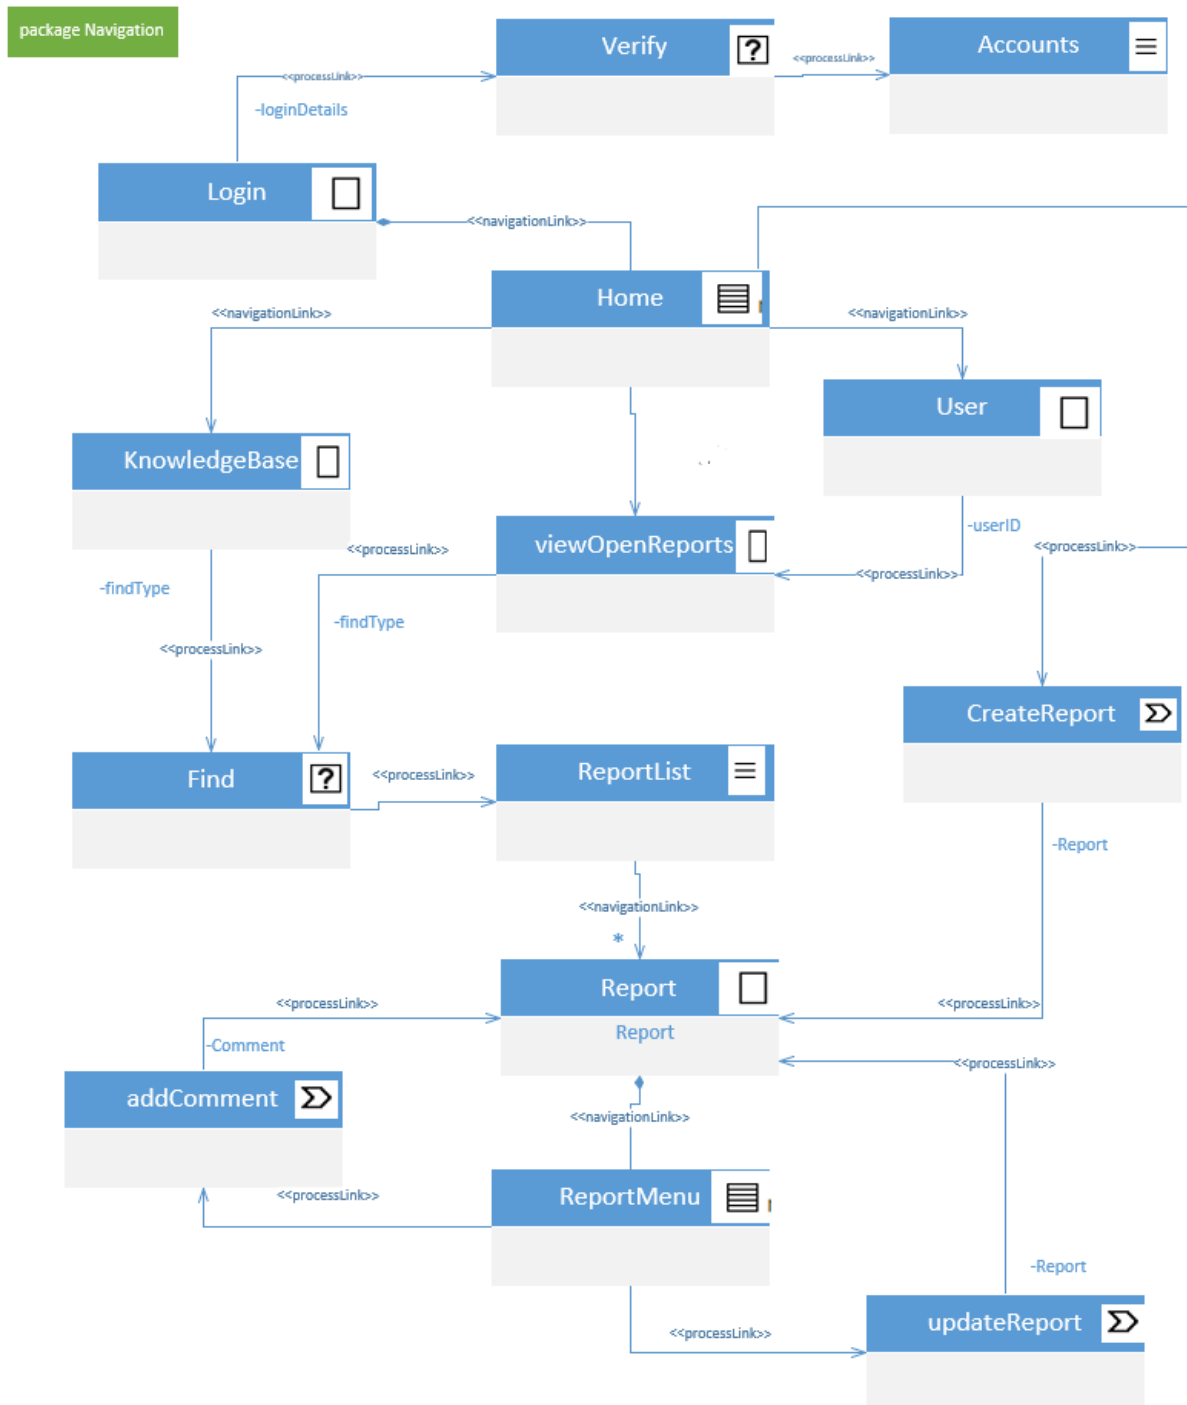 package Navigation
Verify
?
Accounts
<<processLink>>
<<processLink>>
-loginDetails
Login
<<navigationLink>>
Home
<<navigationLink>>
<<navigationLink>>
User
KnowledgeBase
-userID
viewOpenReports
<<processLink>>
<<processLink>>
<<processLink>>
-findType
-findType
<<processLink>>
CreateReport
Find
?
<<processLink>>
ReportList
-Report
<<navigationLink>>
*
Report
<<processLink>>
<<processLink>>
Report
-Comment
<<processLink>>
addComment
<<navigationLink>>
ReportMenu
<<processLink>>
-Report
updateReport
<<processLink>>